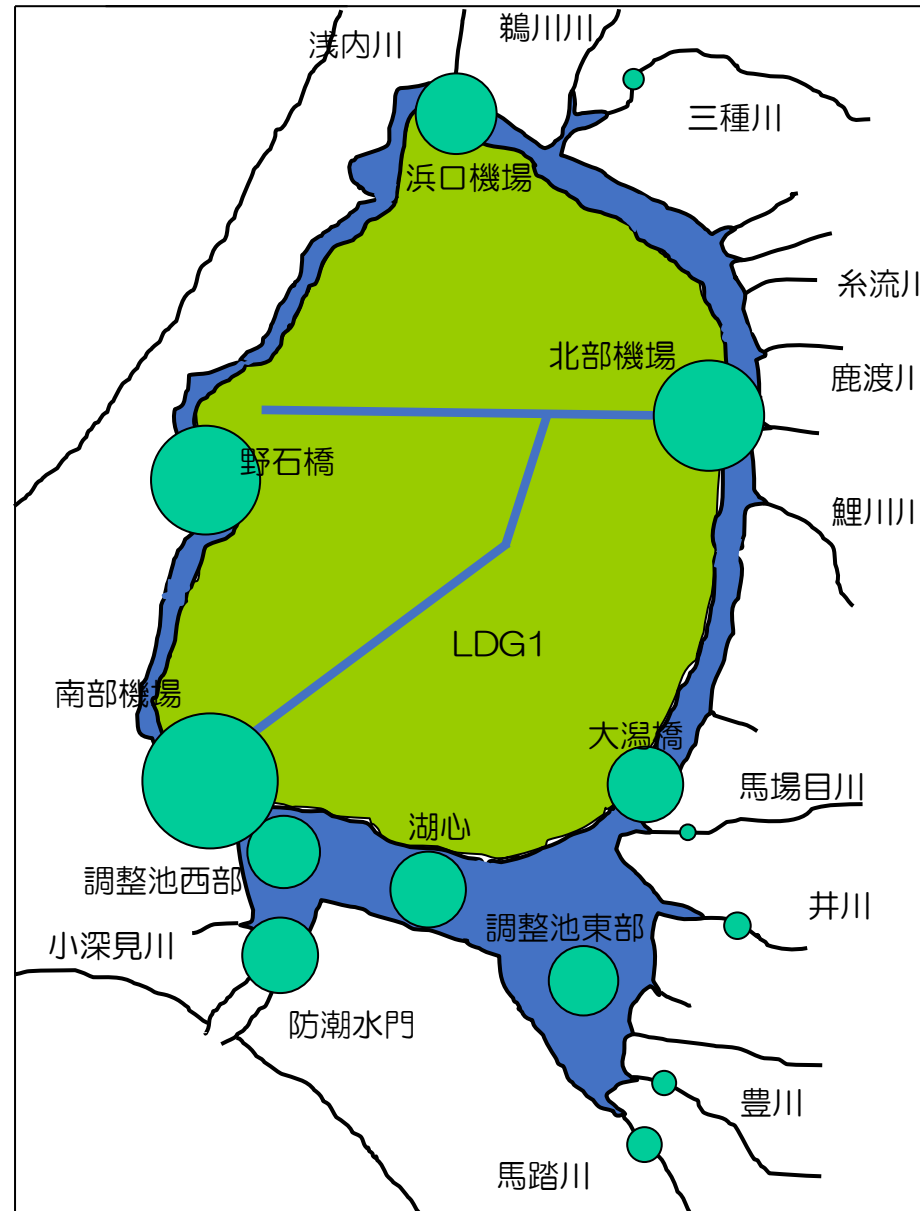 浅内川
鵜川川
三種川
浜口機場
糸流川
北部機場
鹿渡川
野石橋
鯉川川
LDG1
南部機場
大潟橋
馬場目川
湖心
調整池西部
井川
調整池東部
小深見川
防潮水門
豊川
馬踏川